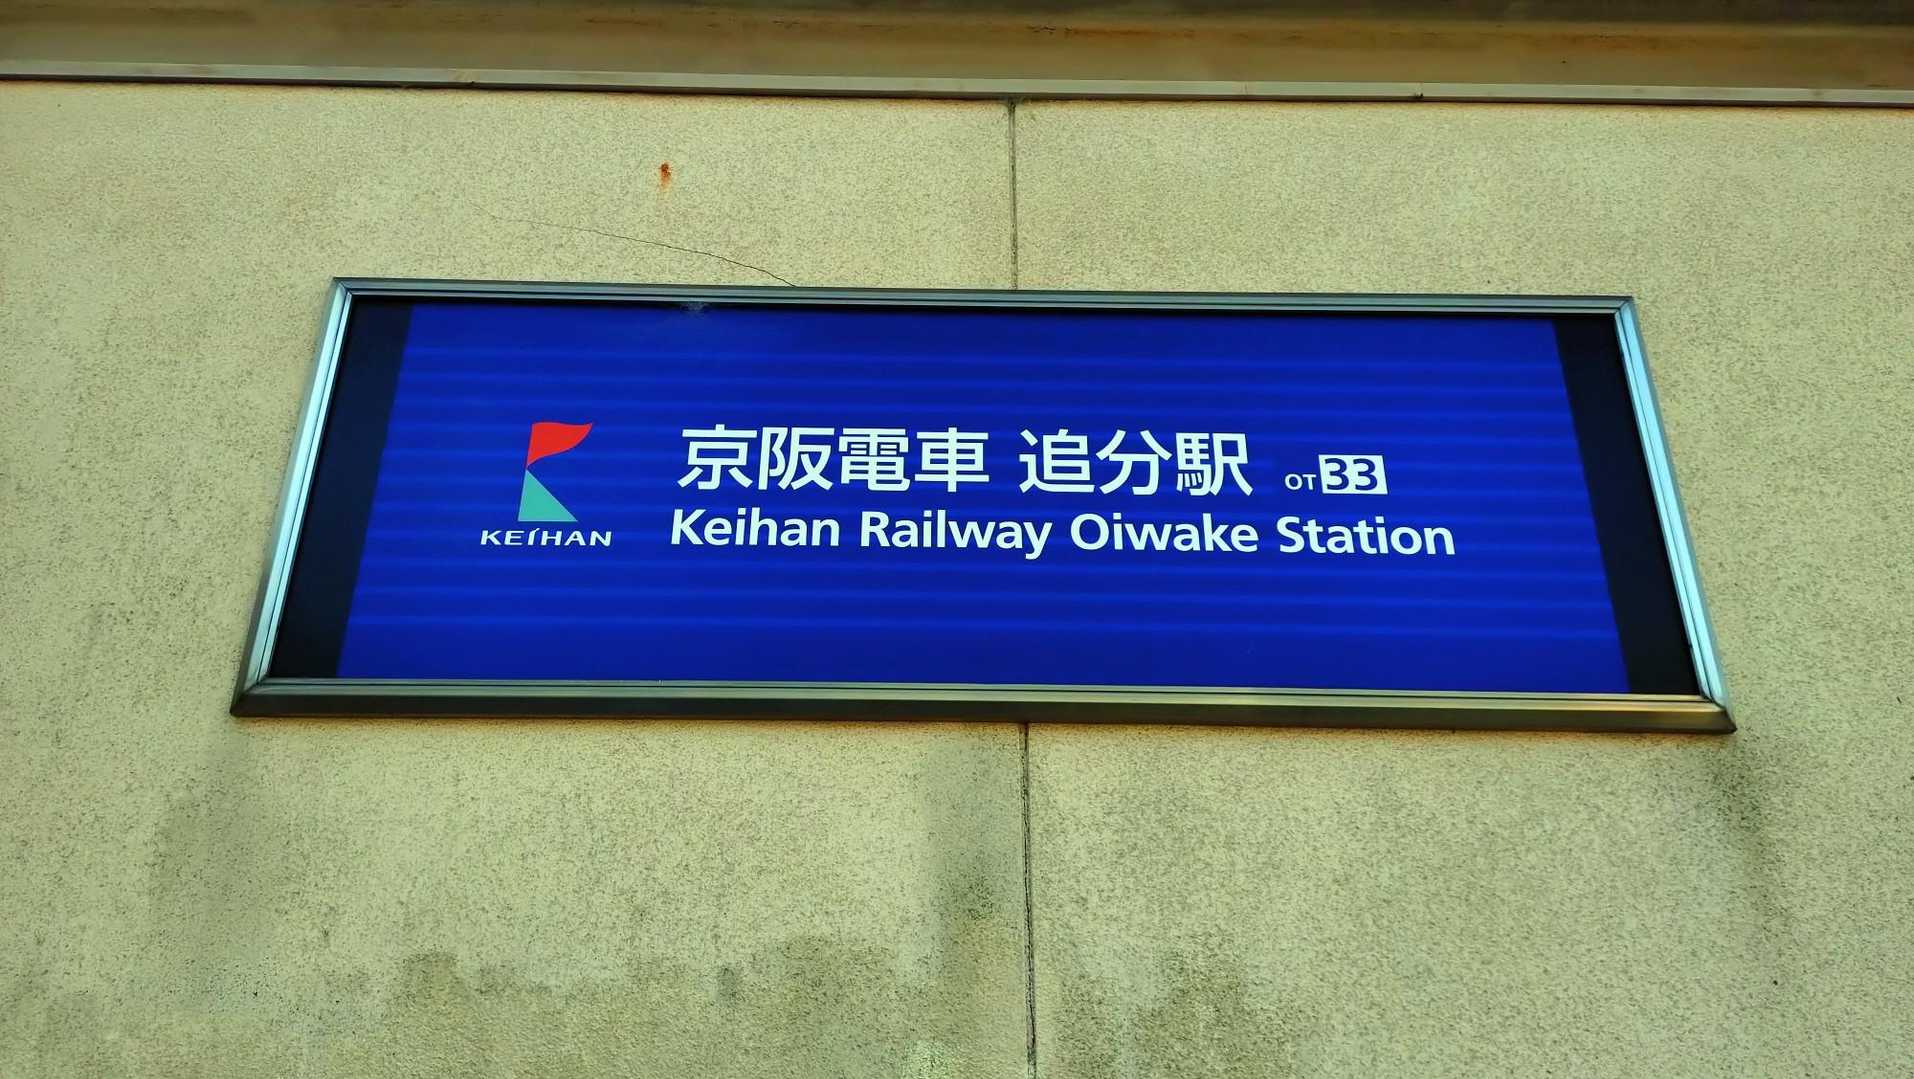 KEIHAN
京阪電車 追分駅 OT33
Keihan Railway Oiwake Station